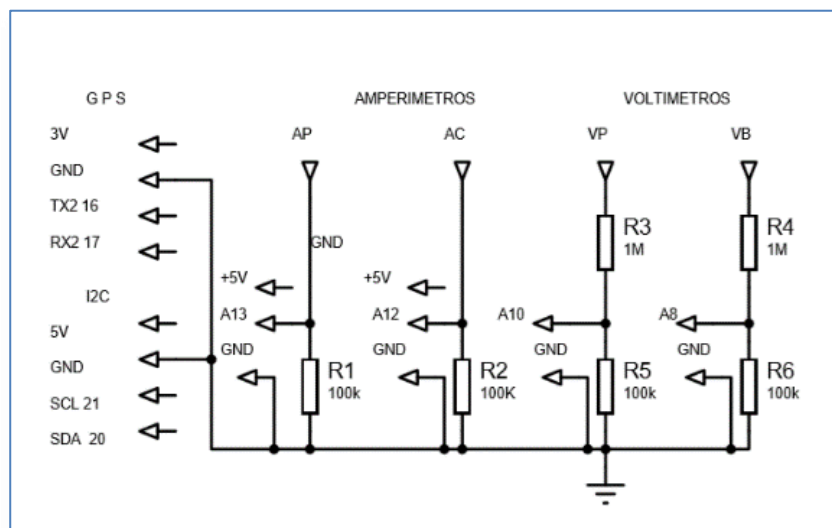 G P S
AMPERIMETROS
VOLTIMETROS
3V
AP
AC
VP
VB
GND
TX2 16
R3
R4
RX2 17
GND
1M
1M
+5V
+5V
I2C
A13
A12
A10
A8
5V
GND
GND
GND
GND
GND
R1
R2
R5
R6
100k
100K
100k
100k
SCL 21
SDA 20